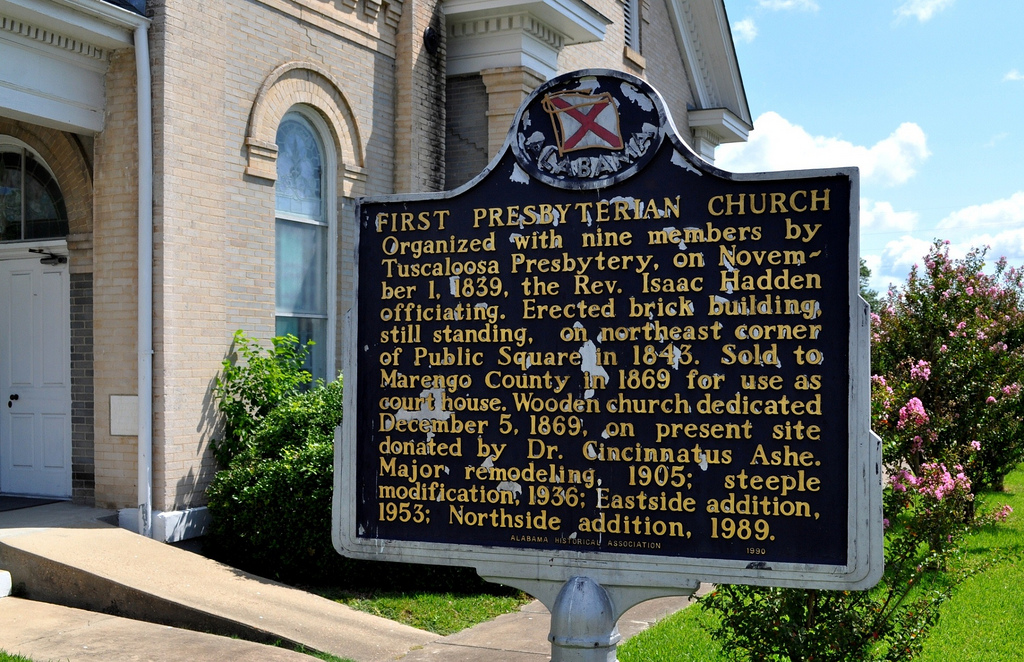 ALABAMA
FIRST PRESBYTERIAN CHURCH
Organized with nine members by
Tuscaloosa Presbytery, on Novem-
ber 1, 1839, the Rev. Isaac Hadden
officiating. Erected brick building,
still standing, on northeast corner
of Public Square in 1843. Sold to
Marengo County in 1869 for use as
court house. Wooden church dedicated
December 5, 1869, on present site
donated by Dr. Cincinnatus Ashe.
Major remodeling, 1905; steeple
modification, 1936; Eastside addition,
1953; Northside addition, 1989.
ALABAMA HISTORICAL ASSOCIATION 1990